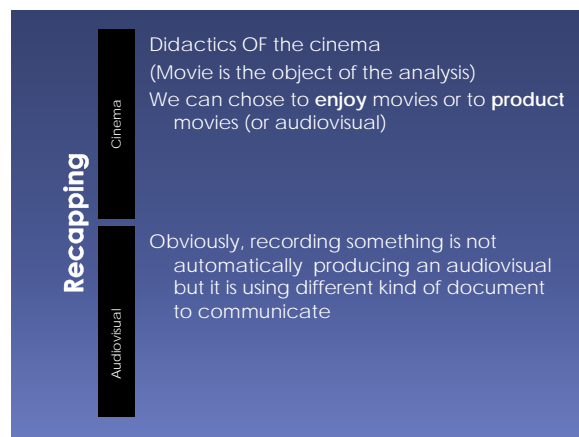 Recapping
Cinema
Didactics OF the cinema
(Movie is the object of the analysis)
We can chose to enjoy movies or to product
movies (or audiovisual)
Audiovisual
Obviously, recording something is not
automatically producing an audiovisual
but it is using different kind of document
to communicate